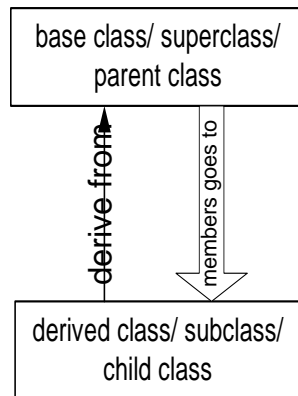 base class/ superclass/
parent class
derive from
members goes to
derived class/ subclass/
child class